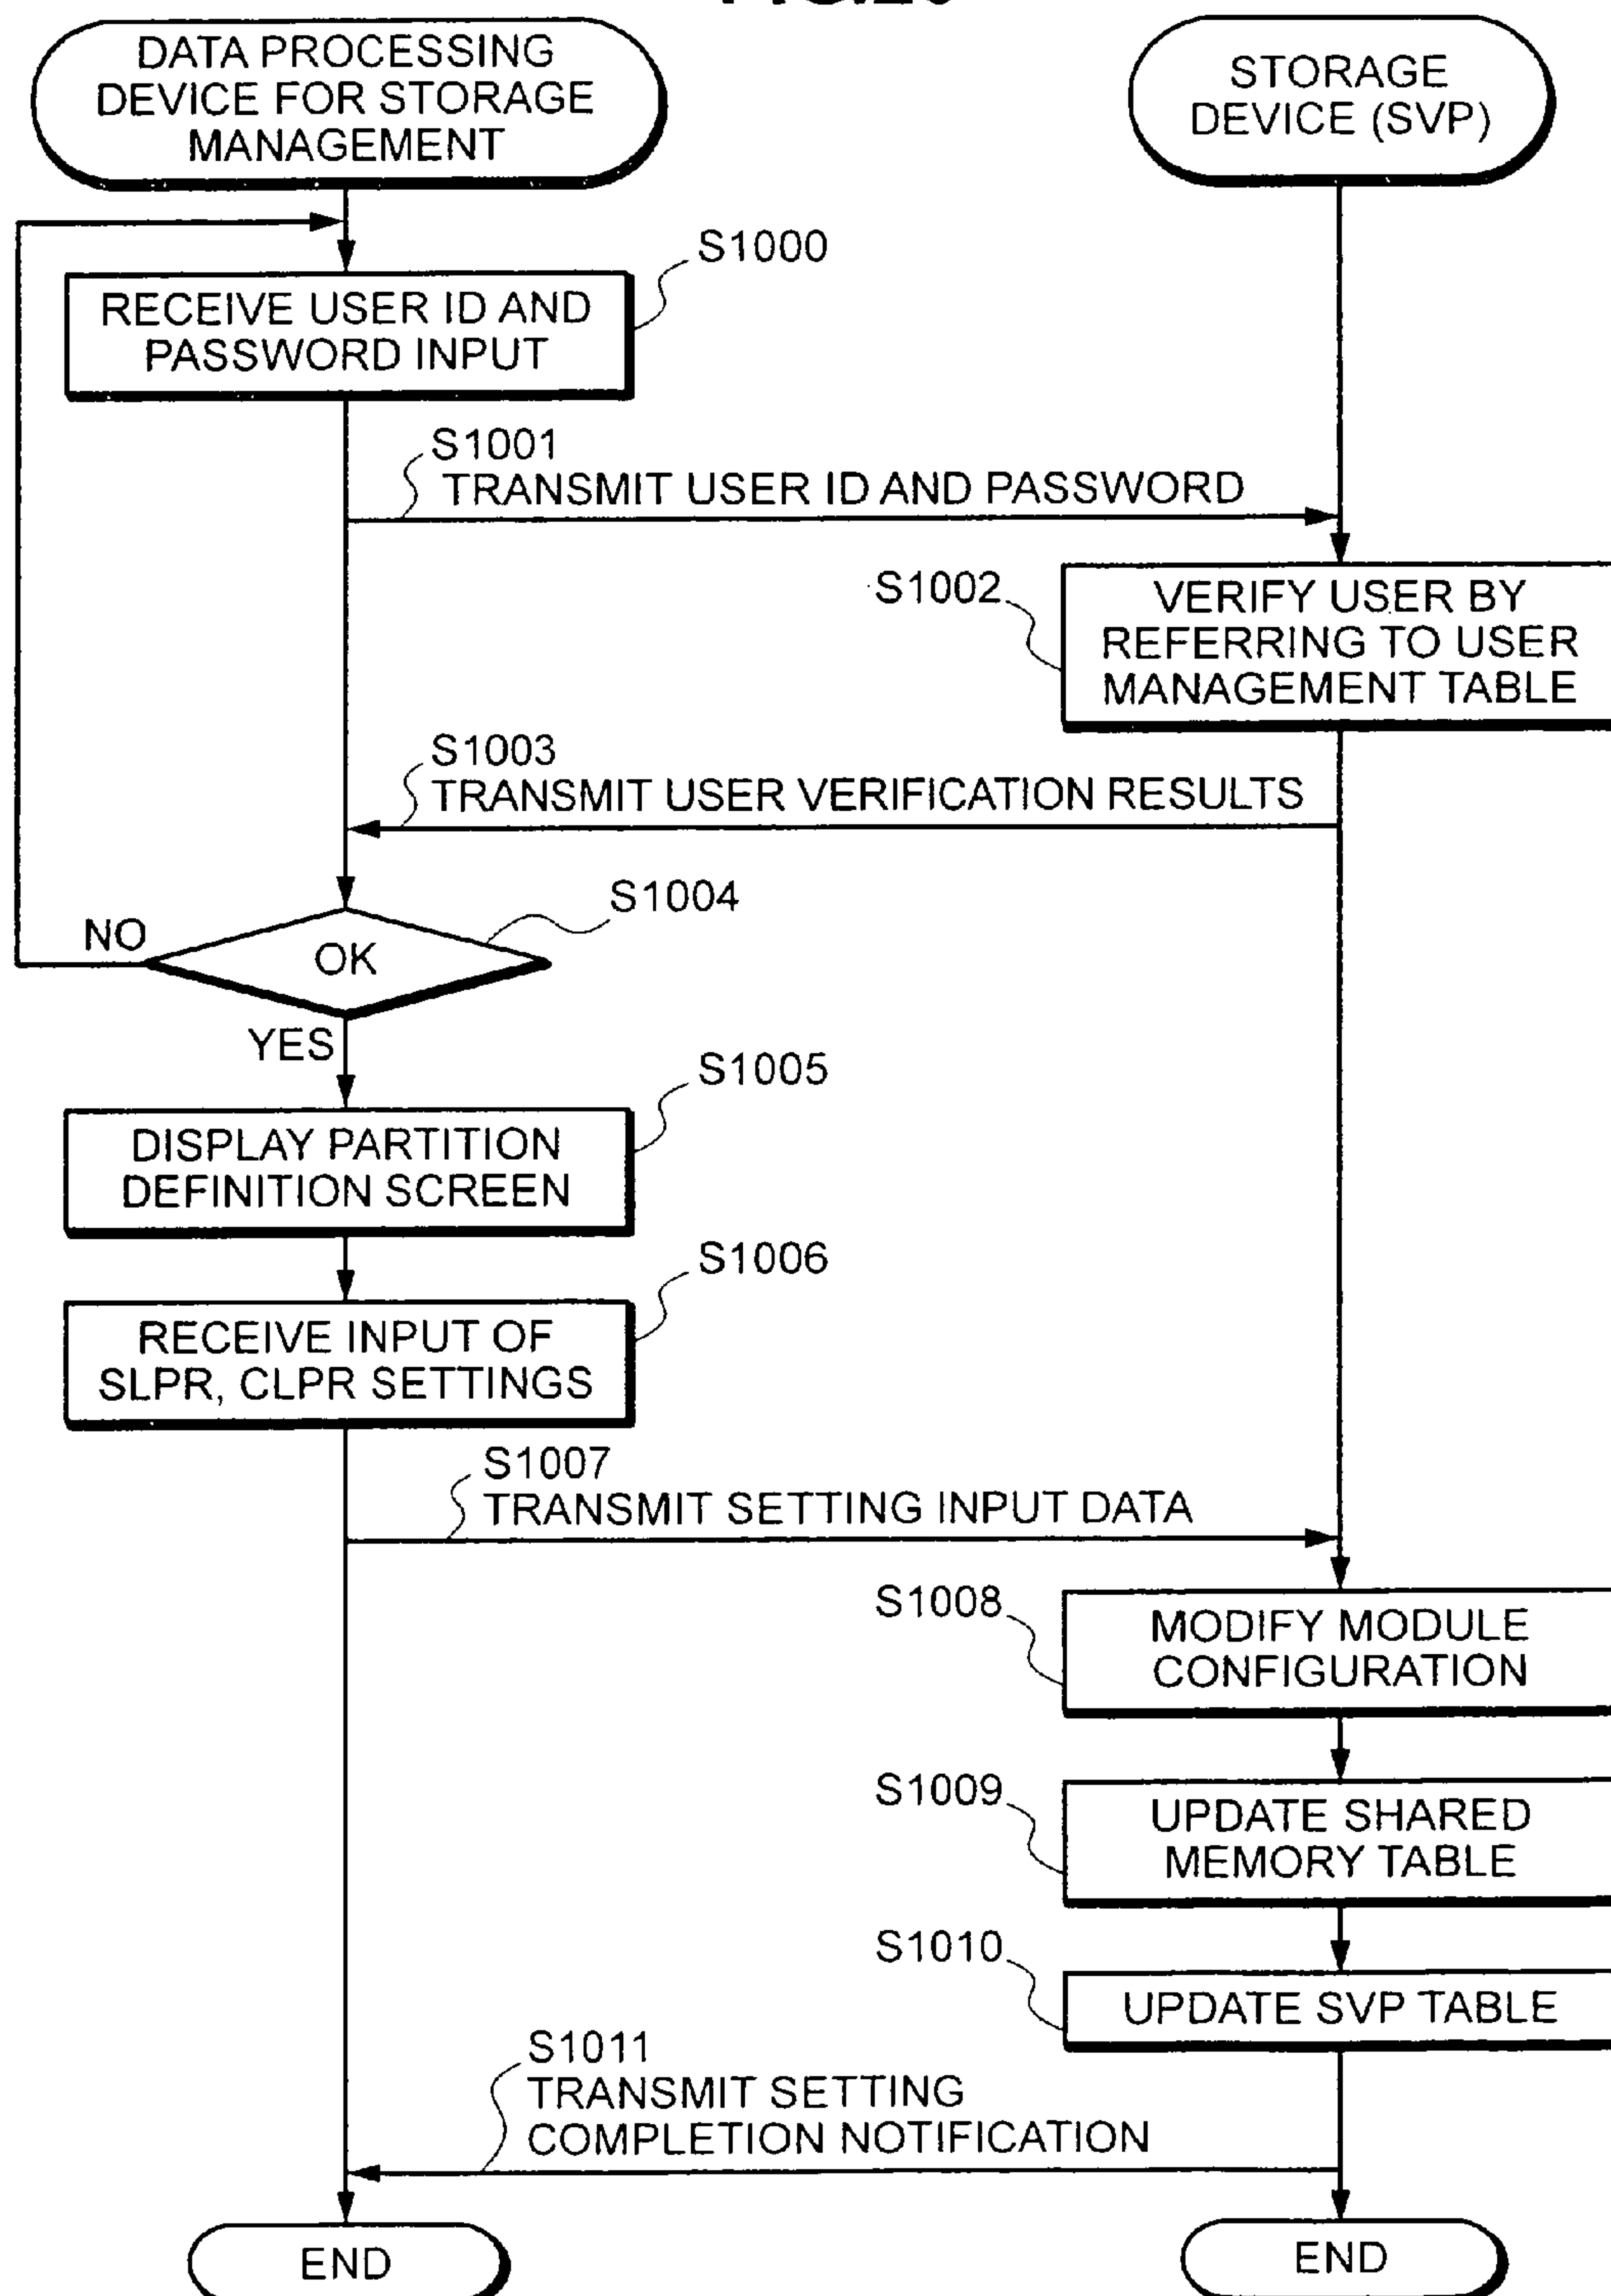 DATA PROCESSING
DEVICE FOR STORAGE
MANAGEMENT
STORAGE
DEVICE (SVP)
S1000
RECEIVE USER ID AND
PASSWORD INPUT
S1001
TRANSMIT USER ID AND PASSWORD
S1002
VERIFY USER BY
REFERRING TO USER
MANAGEMENT TABLE
S1003
TRANSMIT USER VERIFICATION RESULTS
S1004
NO
OK
YES
S1005
DISPLAY PARTITION
DEFINITION SCREEN
S1006
RECEIVE INPUT OF
SLPR, CLPR SETTINGS
S1007
TRANSMIT SETTING INPUT DATA
S1008
MODIFY MODULE
CONFIGURATION
S1009
UPDATE SHARED
MEMORY TABLE
S1010
UPDATE SVP TABLE
S1011
TRANSMIT SETTING
COMPLETION NOTIFICATION
END
END